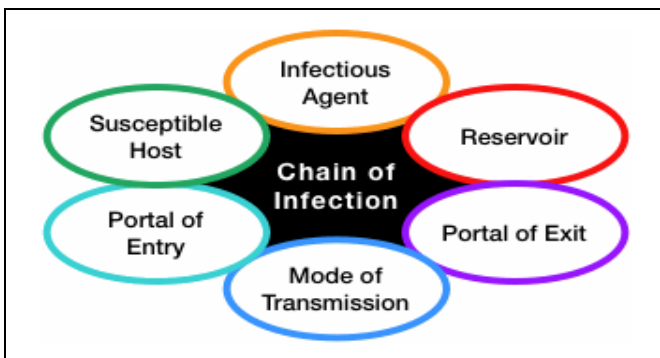 Infectious
Agent
Susceptible
Host
Reservoir
Chain of
Infection
Portal of
Entry
Portal of Exit
Mode of
Transmission